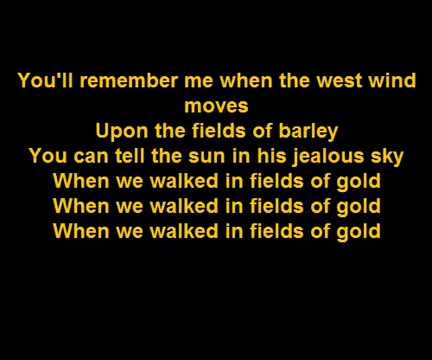 You'll remember me when the west wind
moves
Upon the fields of barley
You can tell the sun in his jealous sky
When we walked in fields of gold
When we walked in fields of gold
When we walked in fields of gold